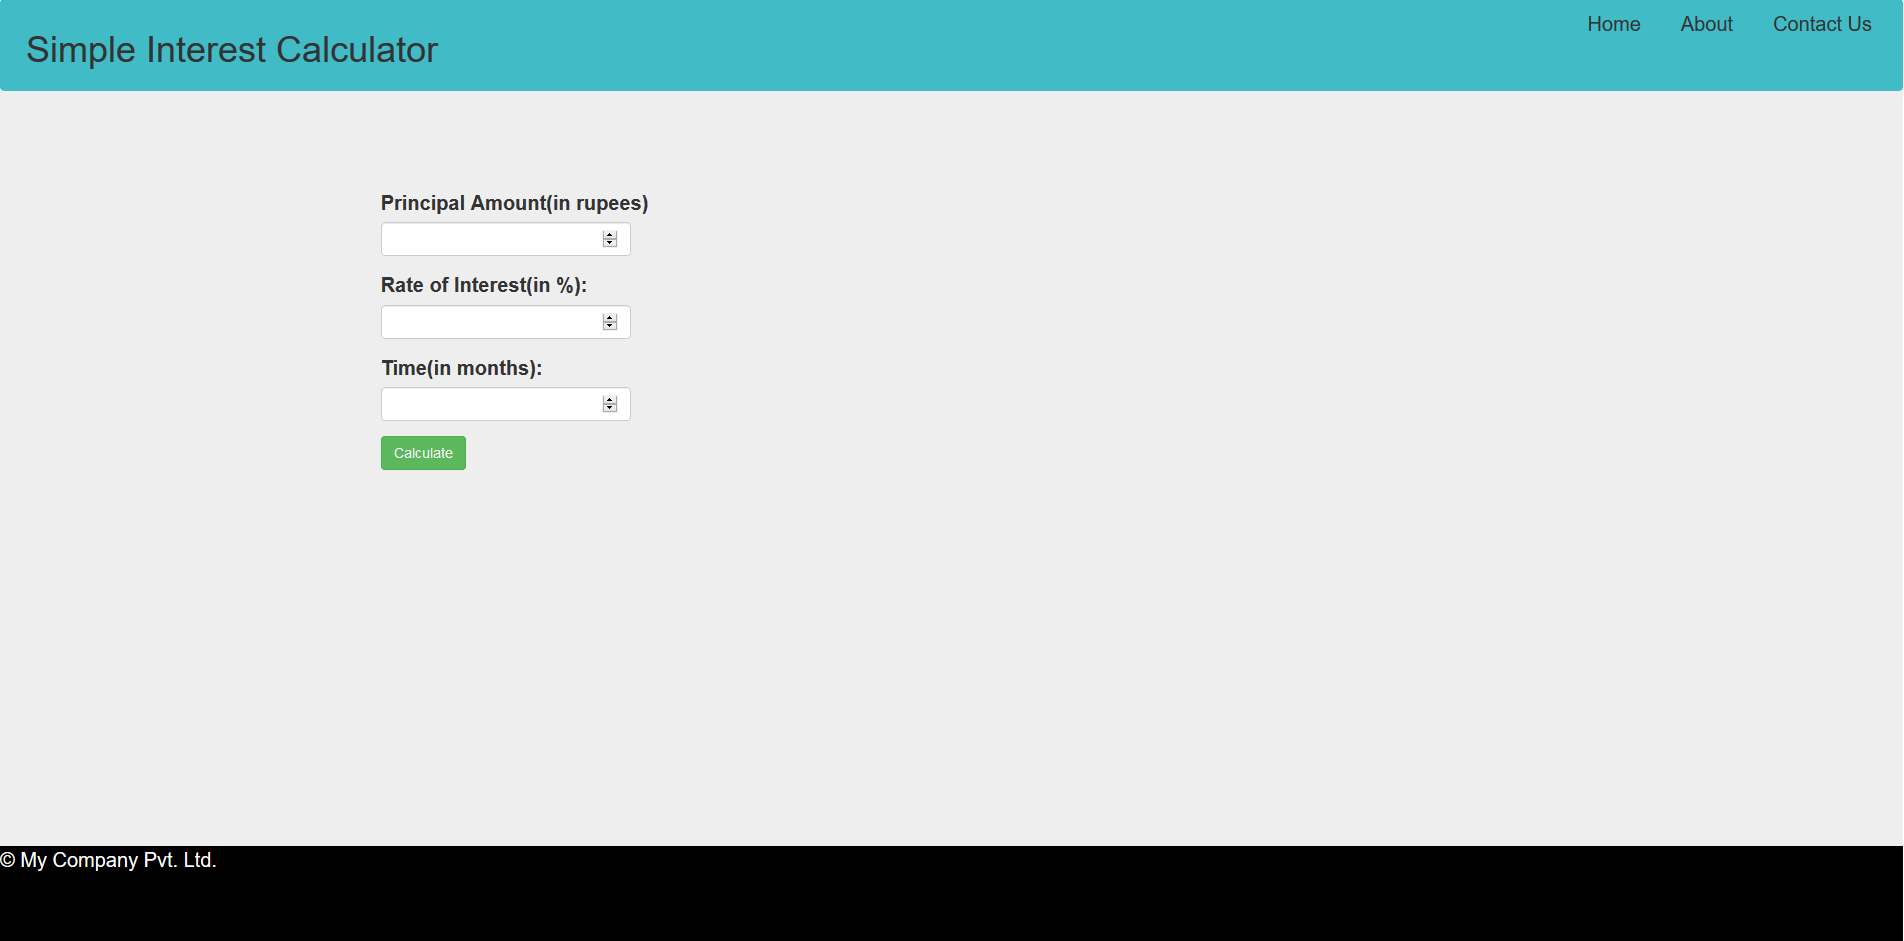 Home About Contact Us
Simple Interest Calculator
Principal Amount(in rupees)
Rate of Interest(in %):
Time(in months):
Calculate
© My Company Pvt. Ltd.